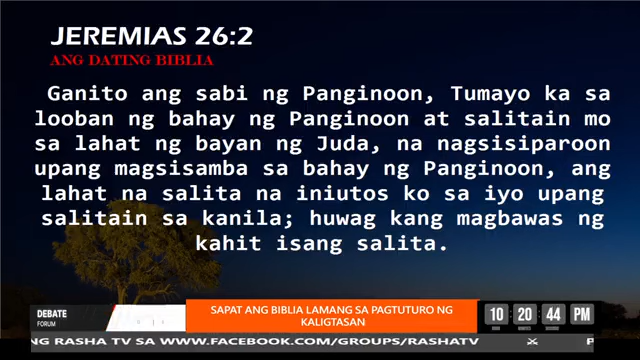 JEREMIAS 26:2
ANG DATING BIBLIA
Ganito ang sabi ng Panginoon, Tumayo ka sa
looban ng bahay ng Panginoon at salitain mo
sa lahat ng bayan ng Juda, na nagsisiparoon
upang magsisamba sa bahay ng Panginoon, ang
lahat na salita na iniutos ko sa iyo upang
salitain sa kanila; huwag kang magbawas ng
kahit isang salita.
DEBATE
FORUM
SAPAT ANG BIBLIA LAMANG SA PAGTUTURO NG
KALIGTASAN
10 20 44 PM
NG RASHA TV SA WWW.FACEBOOK.COM/GROUPS/RASHATV